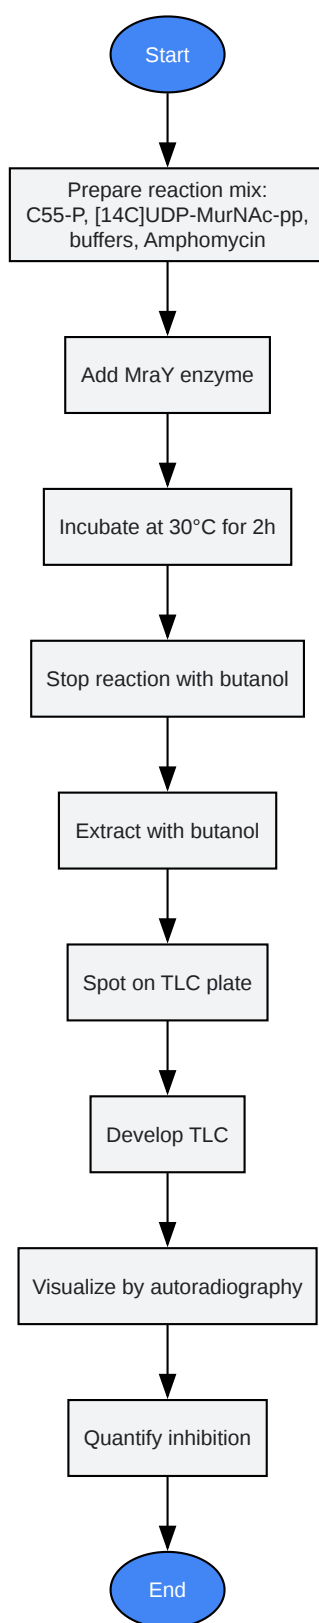 Start
Prepare reaction mix:
C55-P, [14C]UDP-MurNAc-pp,
buffers, Amphomycin
Add MraY enzyme
Incubate at 30°C for 2h
Stop reaction with butanol
Extract with butanol
Spot on TLC plate
Develop TLC
Visualize by autoradiography
Quantify inhibition
End